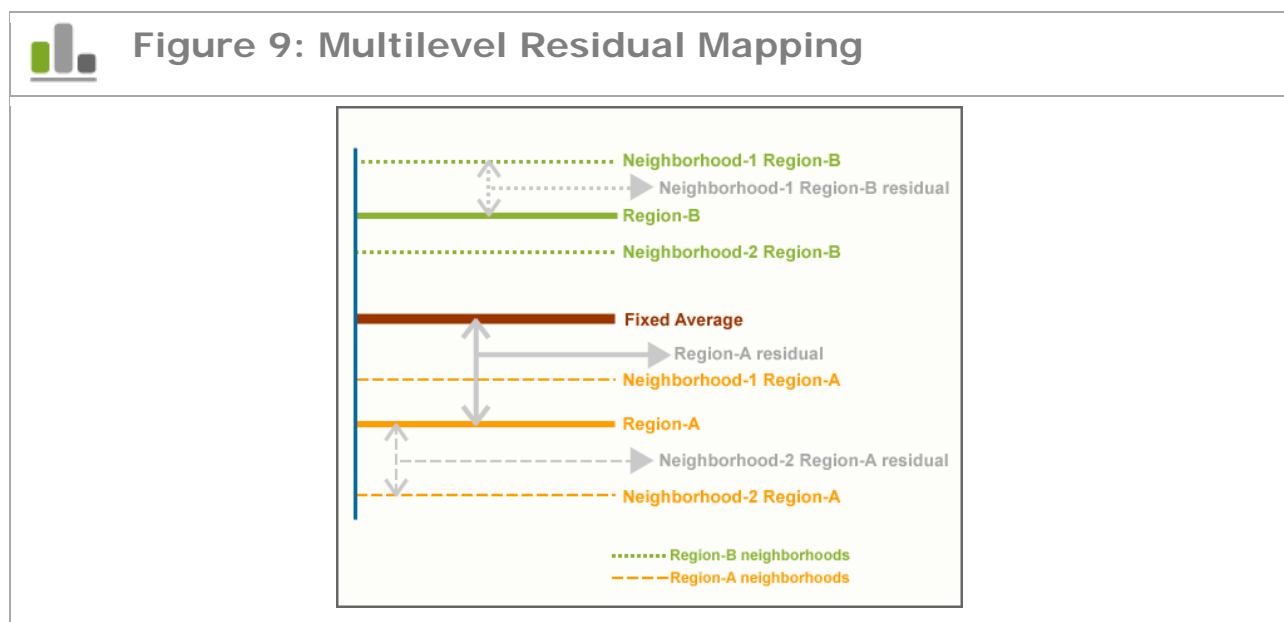 Figure 9: Multilevel Residual Mapping
Neighborhood-1 Region-B
Neighborhood-1 Region-B residual
Region-B
Neighborhood-2 Region-B
Fixed Average
Region-A residual
Neighborhood-1 Region-A
Region-A
Neighborhood-2 Region-A residual
Neighborhood-2 Region-A
Region-B neighborhoods
Region-A neighborhoods